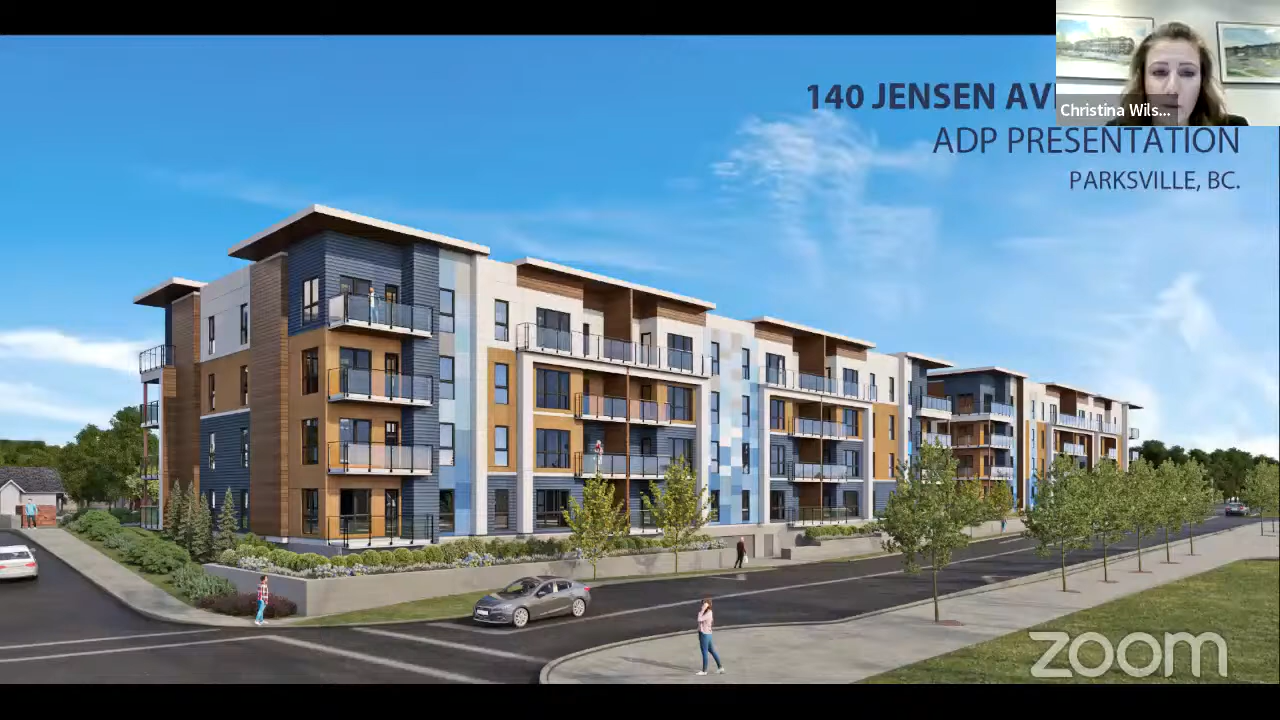 140 JENSEN AV
Christina Wils...
ADP PRESENTATION
PARKSVILLE, BC.
zoom